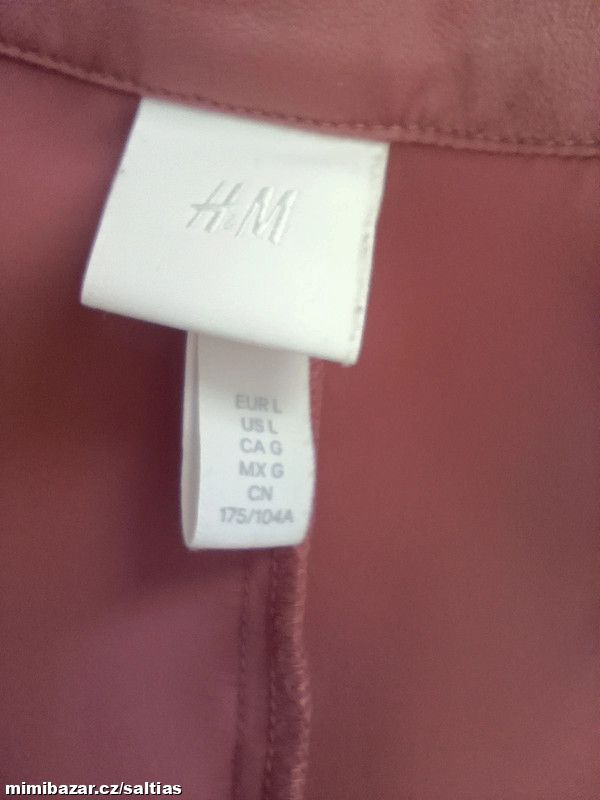 H&M
EUR L
US L
CA G
MX G
CN
175/104A
mimibazar.cz/saltias